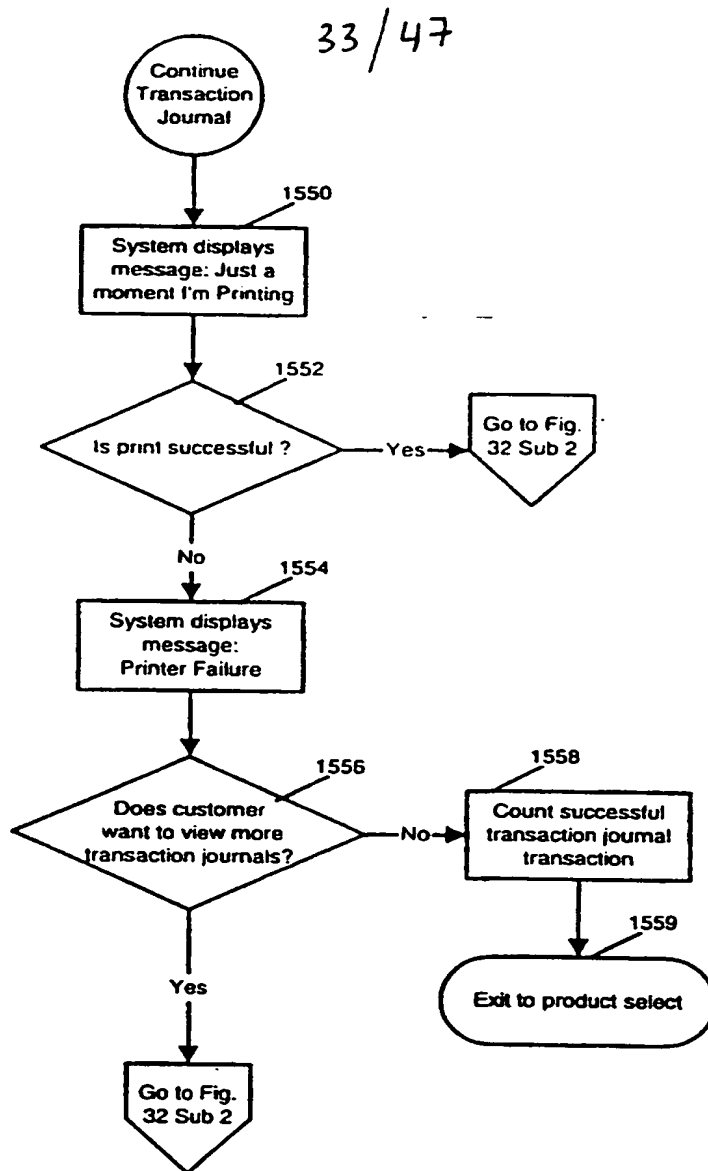 33/47
Continue
Transaction
Journal
1550
System displays
message: Just a
moment I'm Printing
1552
Is print successful ?
Yes
Go to Fig.
32 Sub 2
No
1554
System displays
message:
Printer Failure
1556
Does customer
want to view more
transaction journals?
No
1558
Count successful
transaction journal
transaction
1559
Exit to product select
Yes
Go to Fig.
32 Sub 2